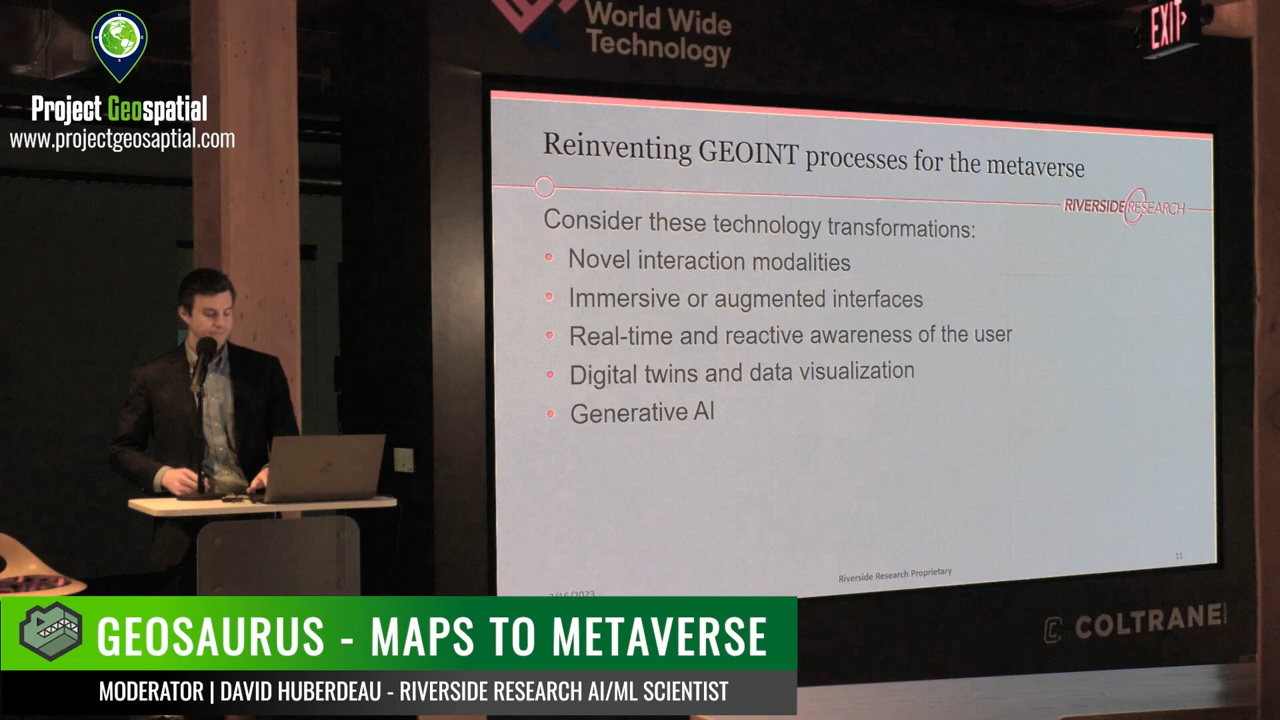 World Wide
Technology
EXIT
Project Geospatial
www.projectgeosaptial.com
Reinventing GEOINT processes for the metaverse
RIVERSIDE RESEARCH
Consider these technology transformations:
• Novel interaction modalities
• Immersive or augmented interfaces
• Real-time and reactive awareness of the user
• Digital twins and data visualization
• Generative AI
11
Riverside Research Proprietary
COLTRANE
GEOSAURUS - MAPS TO METAVERSE
MODERATOR | DAVID HUBERDEAU - RIVERSIDE RESEARCH AI/ML SCIENTIST